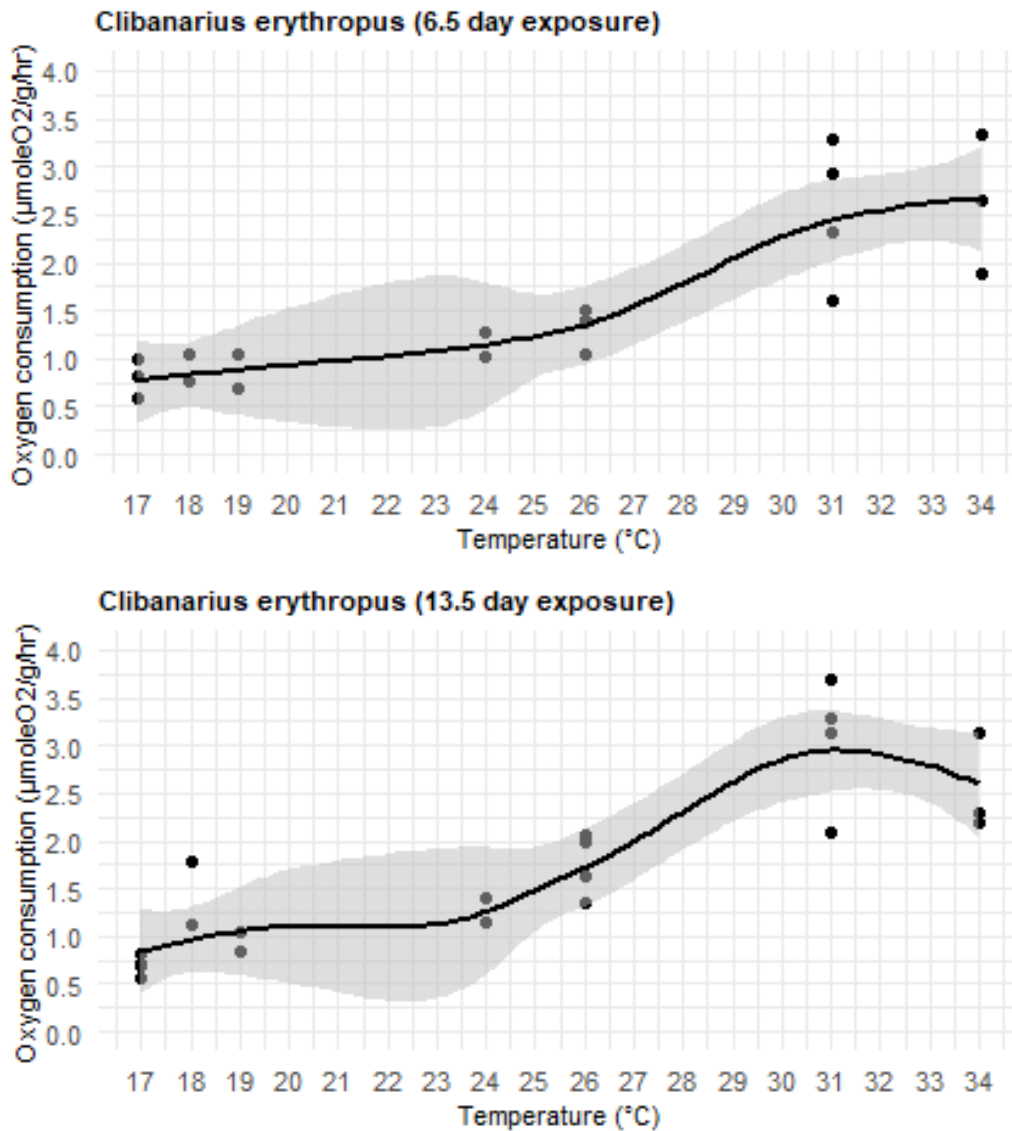 Clibanarius erythropus (6.5 day exposure)
Oxygen consumption (µmoleO2/g/hr)
4.0
3.5
3.0
2.5
2.0
1.5
1.0
0.5
0.0
17 18 19 20 21 22 23 24 25 26 27 28 29 30 31 32 33 34
Temperature (°C)
Clibanarius erythropus (13.5 day exposure)
Oxygen consumption (µmoleO2/g/hr)
4.0
3.5
3.0
2.5
2.0
1.5
1.0
0.5
0.0
17 18 19 20 21 22 23 24 25 26 27 28 29 30 31 32 33 34
Temperature (°C)